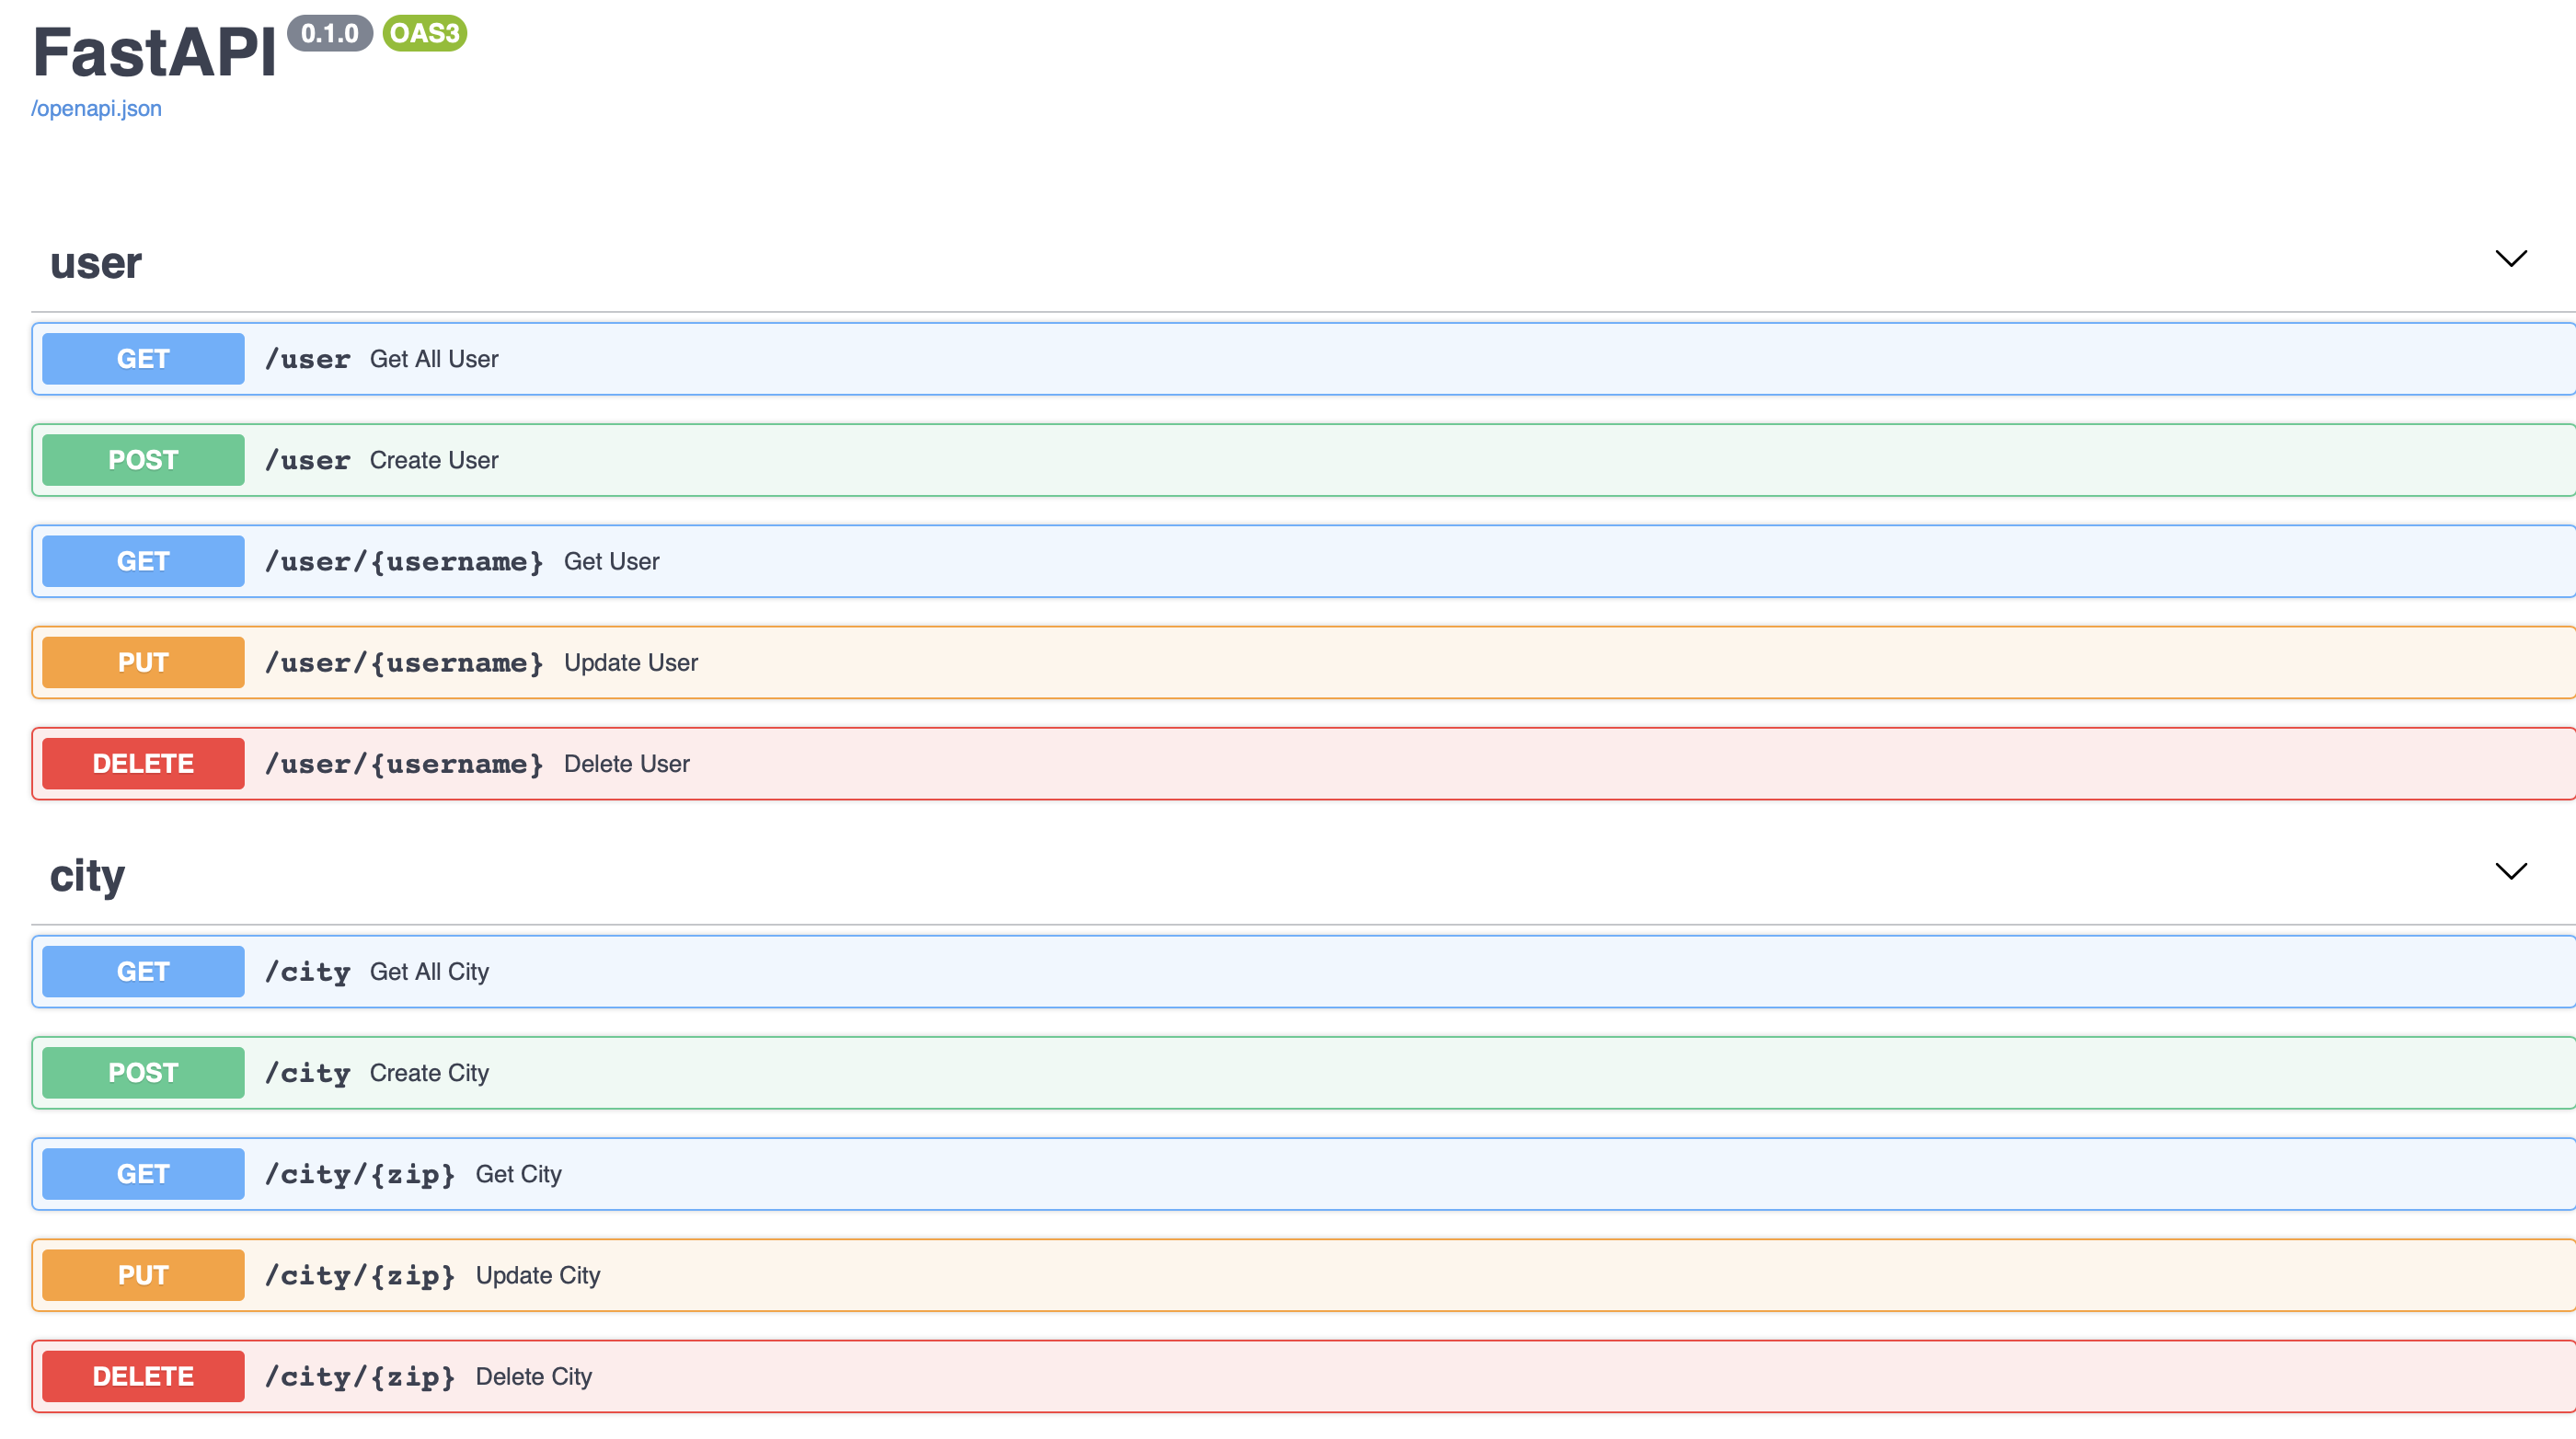 FastAPI 0.1.0 OAS3
/openapi.json
user
GET /user Get All User
POST /user Create User
GET /user/{username} Get User
PUT /user/{username} Update User
DELETE /user/{username} Delete User
city
GET /city Get All City
POST /city Create City
GET /city/{zip} Get City
PUT /city/{zip} Update City
DELETE /city/{zip} Delete City